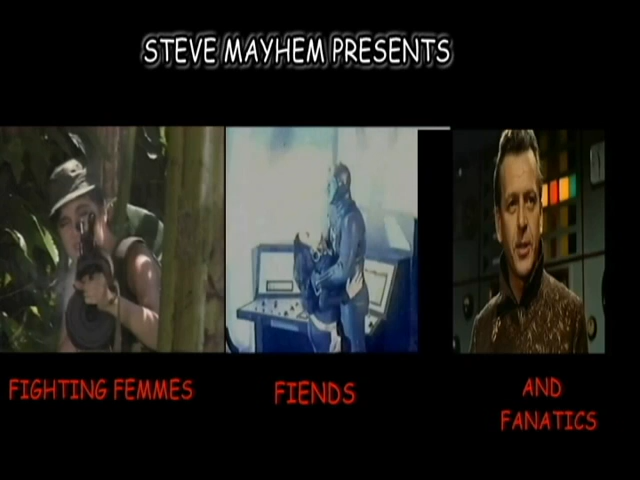 STEVE MAYHEM PRESENTS
FIGHTING FEMMES
FIENDS
AND
FANATICS